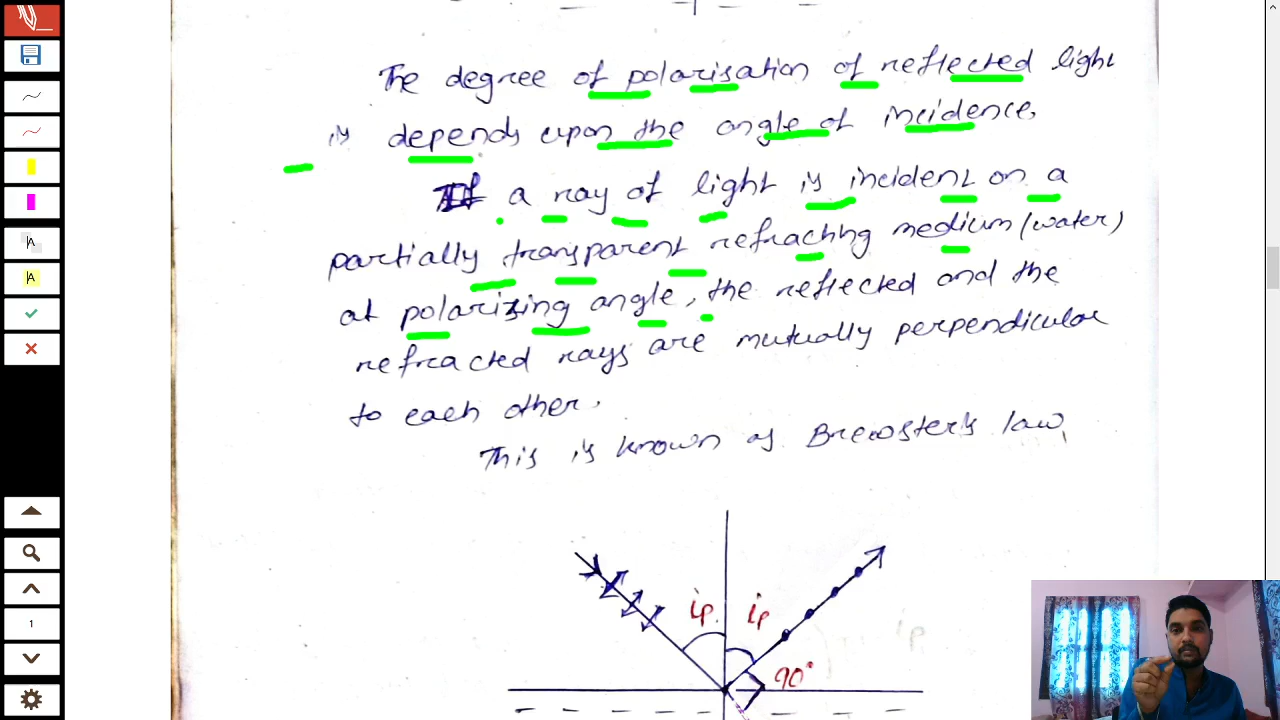 The degree of polarisation of reflected light
is depends upon the angle of incidence.
If a ray of light is incident on a
partially transparent refracting medium (water)
at polarizing angle, the reflected and the
refracted rays are mutually perpendicular
to each other.
This is known as Brewster's law,
ip
ip
ip
90°
A
A
1